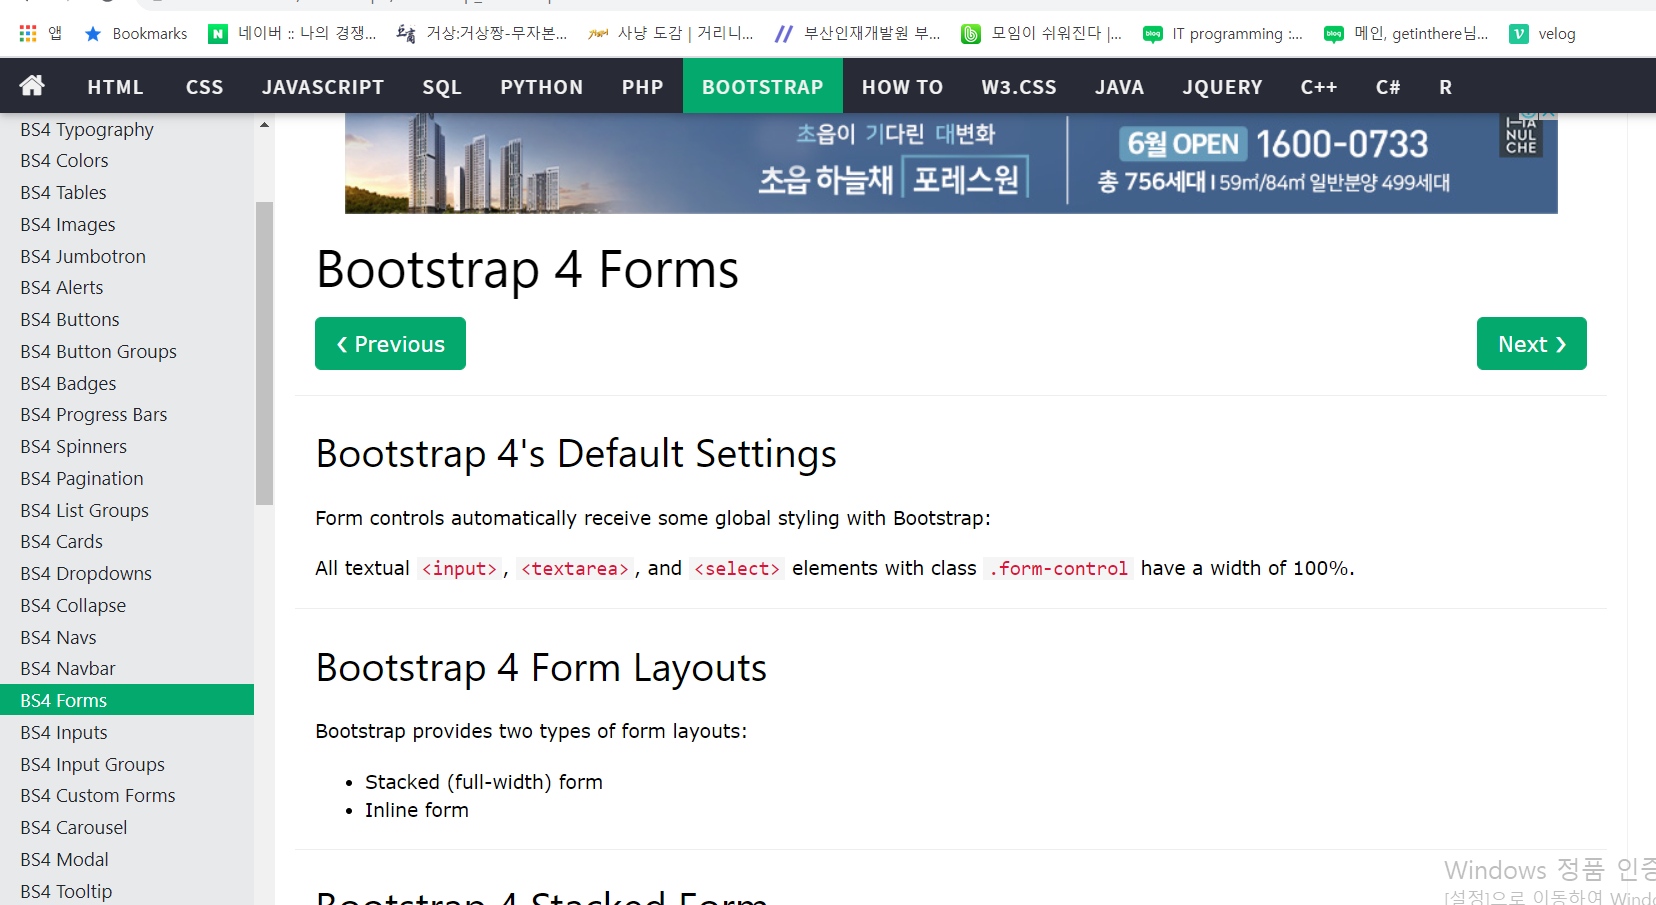 앱 Bookmarks 네이버 :: 나의 경쟁... 거상:거상짱-무자본... 사냥 도감 | 거리니... 부산인재개발원 부... 모임이 쉬워진다 |... IT programming :... 메인, getinthere님... velog
HTML CSS JAVASCRIPT SQL PYTHON PHP BOOTSTRAP HOW TO W3.CSS JAVA JQUERY C++ C# R
BS4 Typography
BS4 Colors
BS4 Tables
BS4 Images
BS4 Jumbotron
BS4 Alerts
BS4 Buttons
BS4 Button Groups
BS4 Badges
BS4 Progress Bars
BS4 Spinners
BS4 Pagination
BS4 List Groups
BS4 Cards
BS4 Dropdowns
BS4 Collapse
BS4 Navs
BS4 Navbar
BS4 Forms
BS4 Inputs
BS4 Input Groups
BS4 Custom Forms
BS4 Carousel
BS4 Modal
BS4 Tooltip
초읍이 기다린 대변화
초읍 하늘채 포레스원
6월 OPEN 1600-0733
총 756세대 I 59㎡/84㎡ 일반분양 499세대
NUL
CHE
Bootstrap 4 Forms
❮ Previous
Next ❯
Bootstrap 4's Default Settings
Form controls automatically receive some global styling with Bootstrap:
All textual <input>, <textarea>, and <select> elements with class .form-control have a width of 100%.
Bootstrap 4 Form Layouts
Bootstrap provides two types of form layouts:
• Stacked (full-width) form
• Inline form
Bootstrap 4 Stacked Form
Windows 정품 인증
[설정]으로 이동하여 Windo